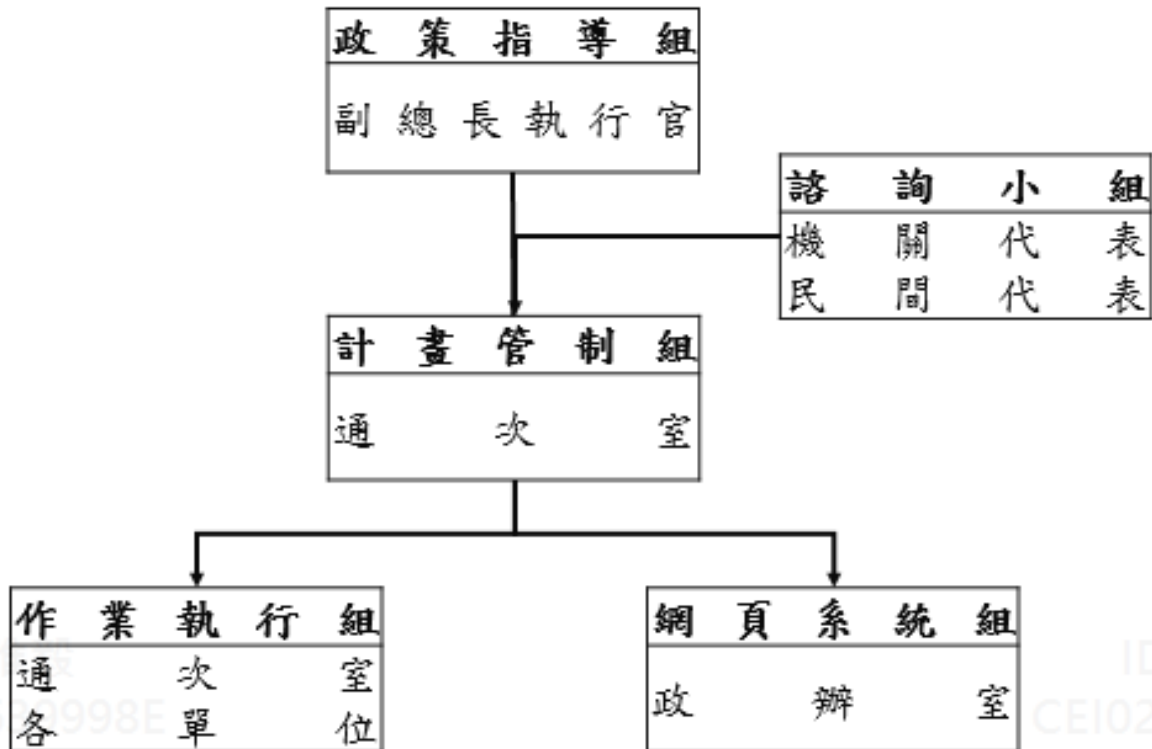 政策指導組
副總長執行官
諮詢小組
機關代表
民間代表
計畫管制組
通次室
作業執行組
通次室
各單位
網頁系統組
政辦室